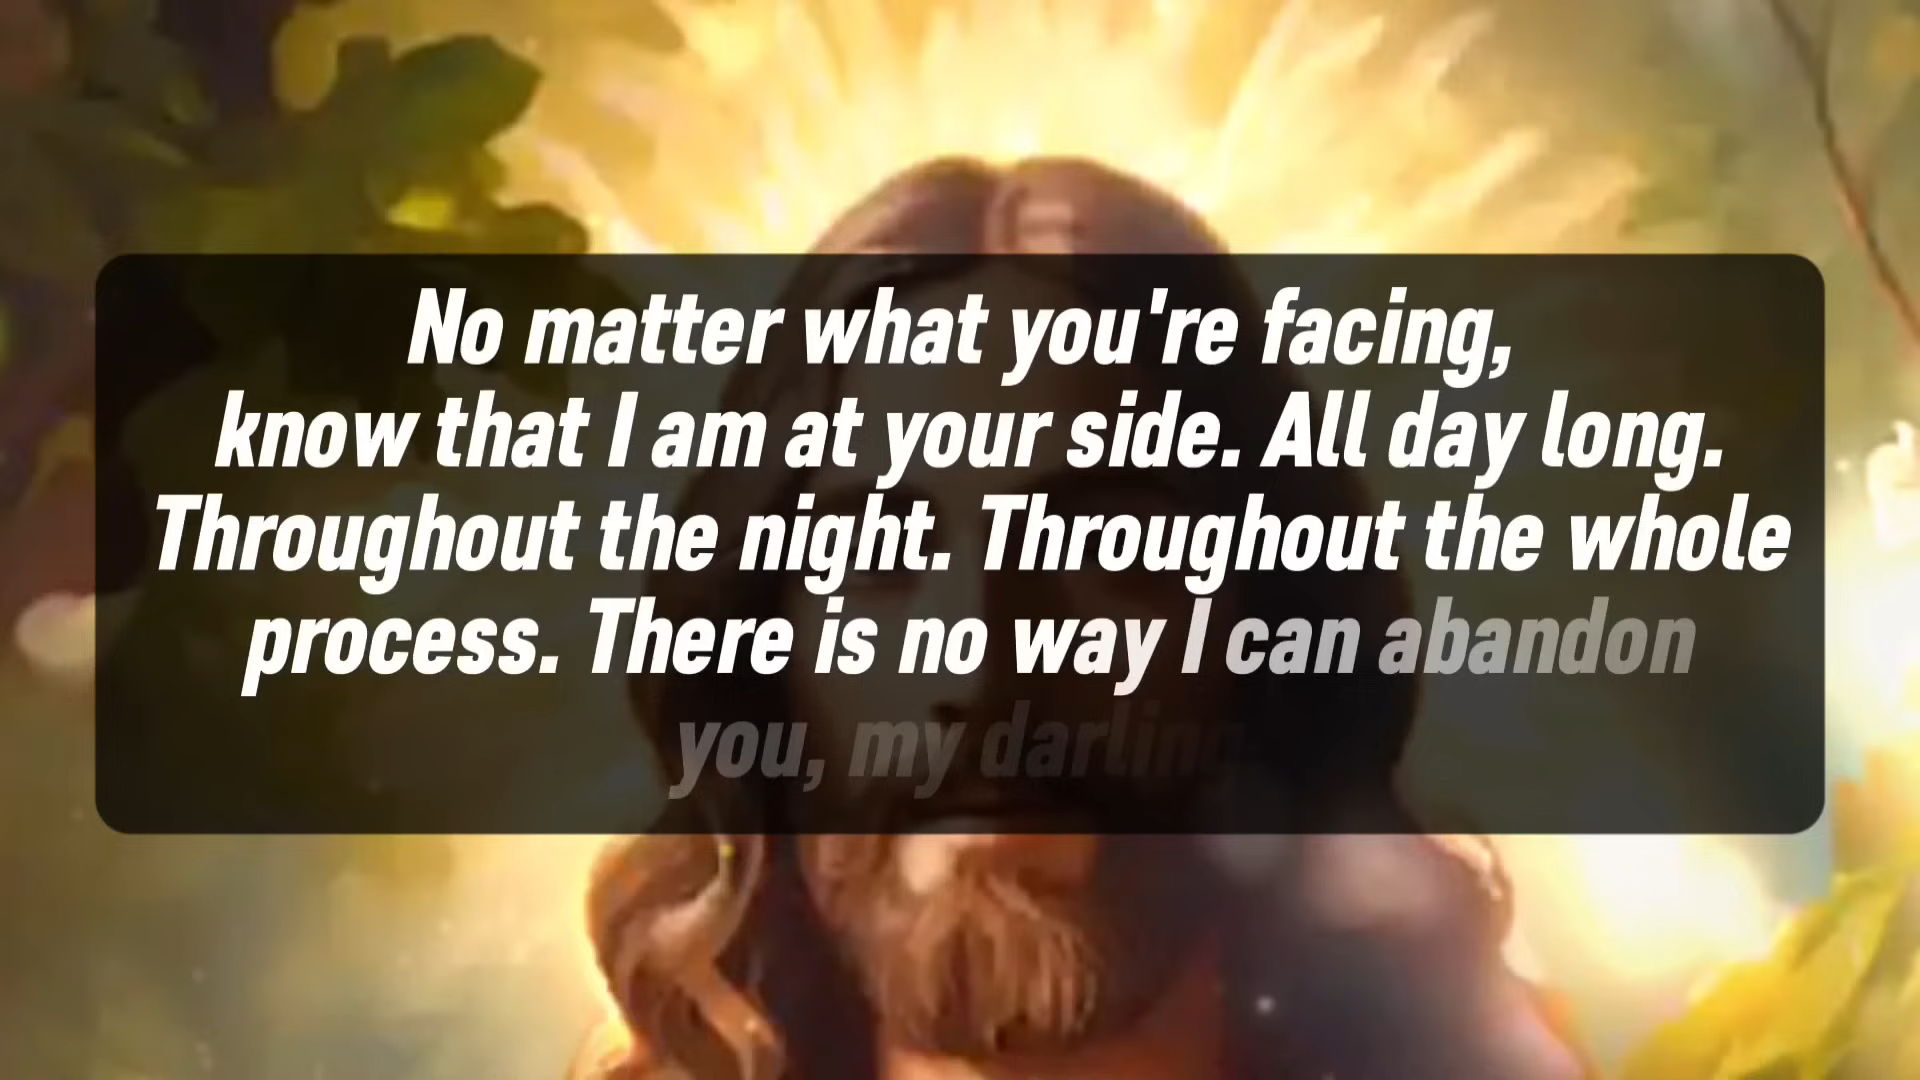 No matter what you're facing,
know that I am at your side. All day long.
Throughout the night. Throughout the whole
process. There is no way I can abandon
you, my darling